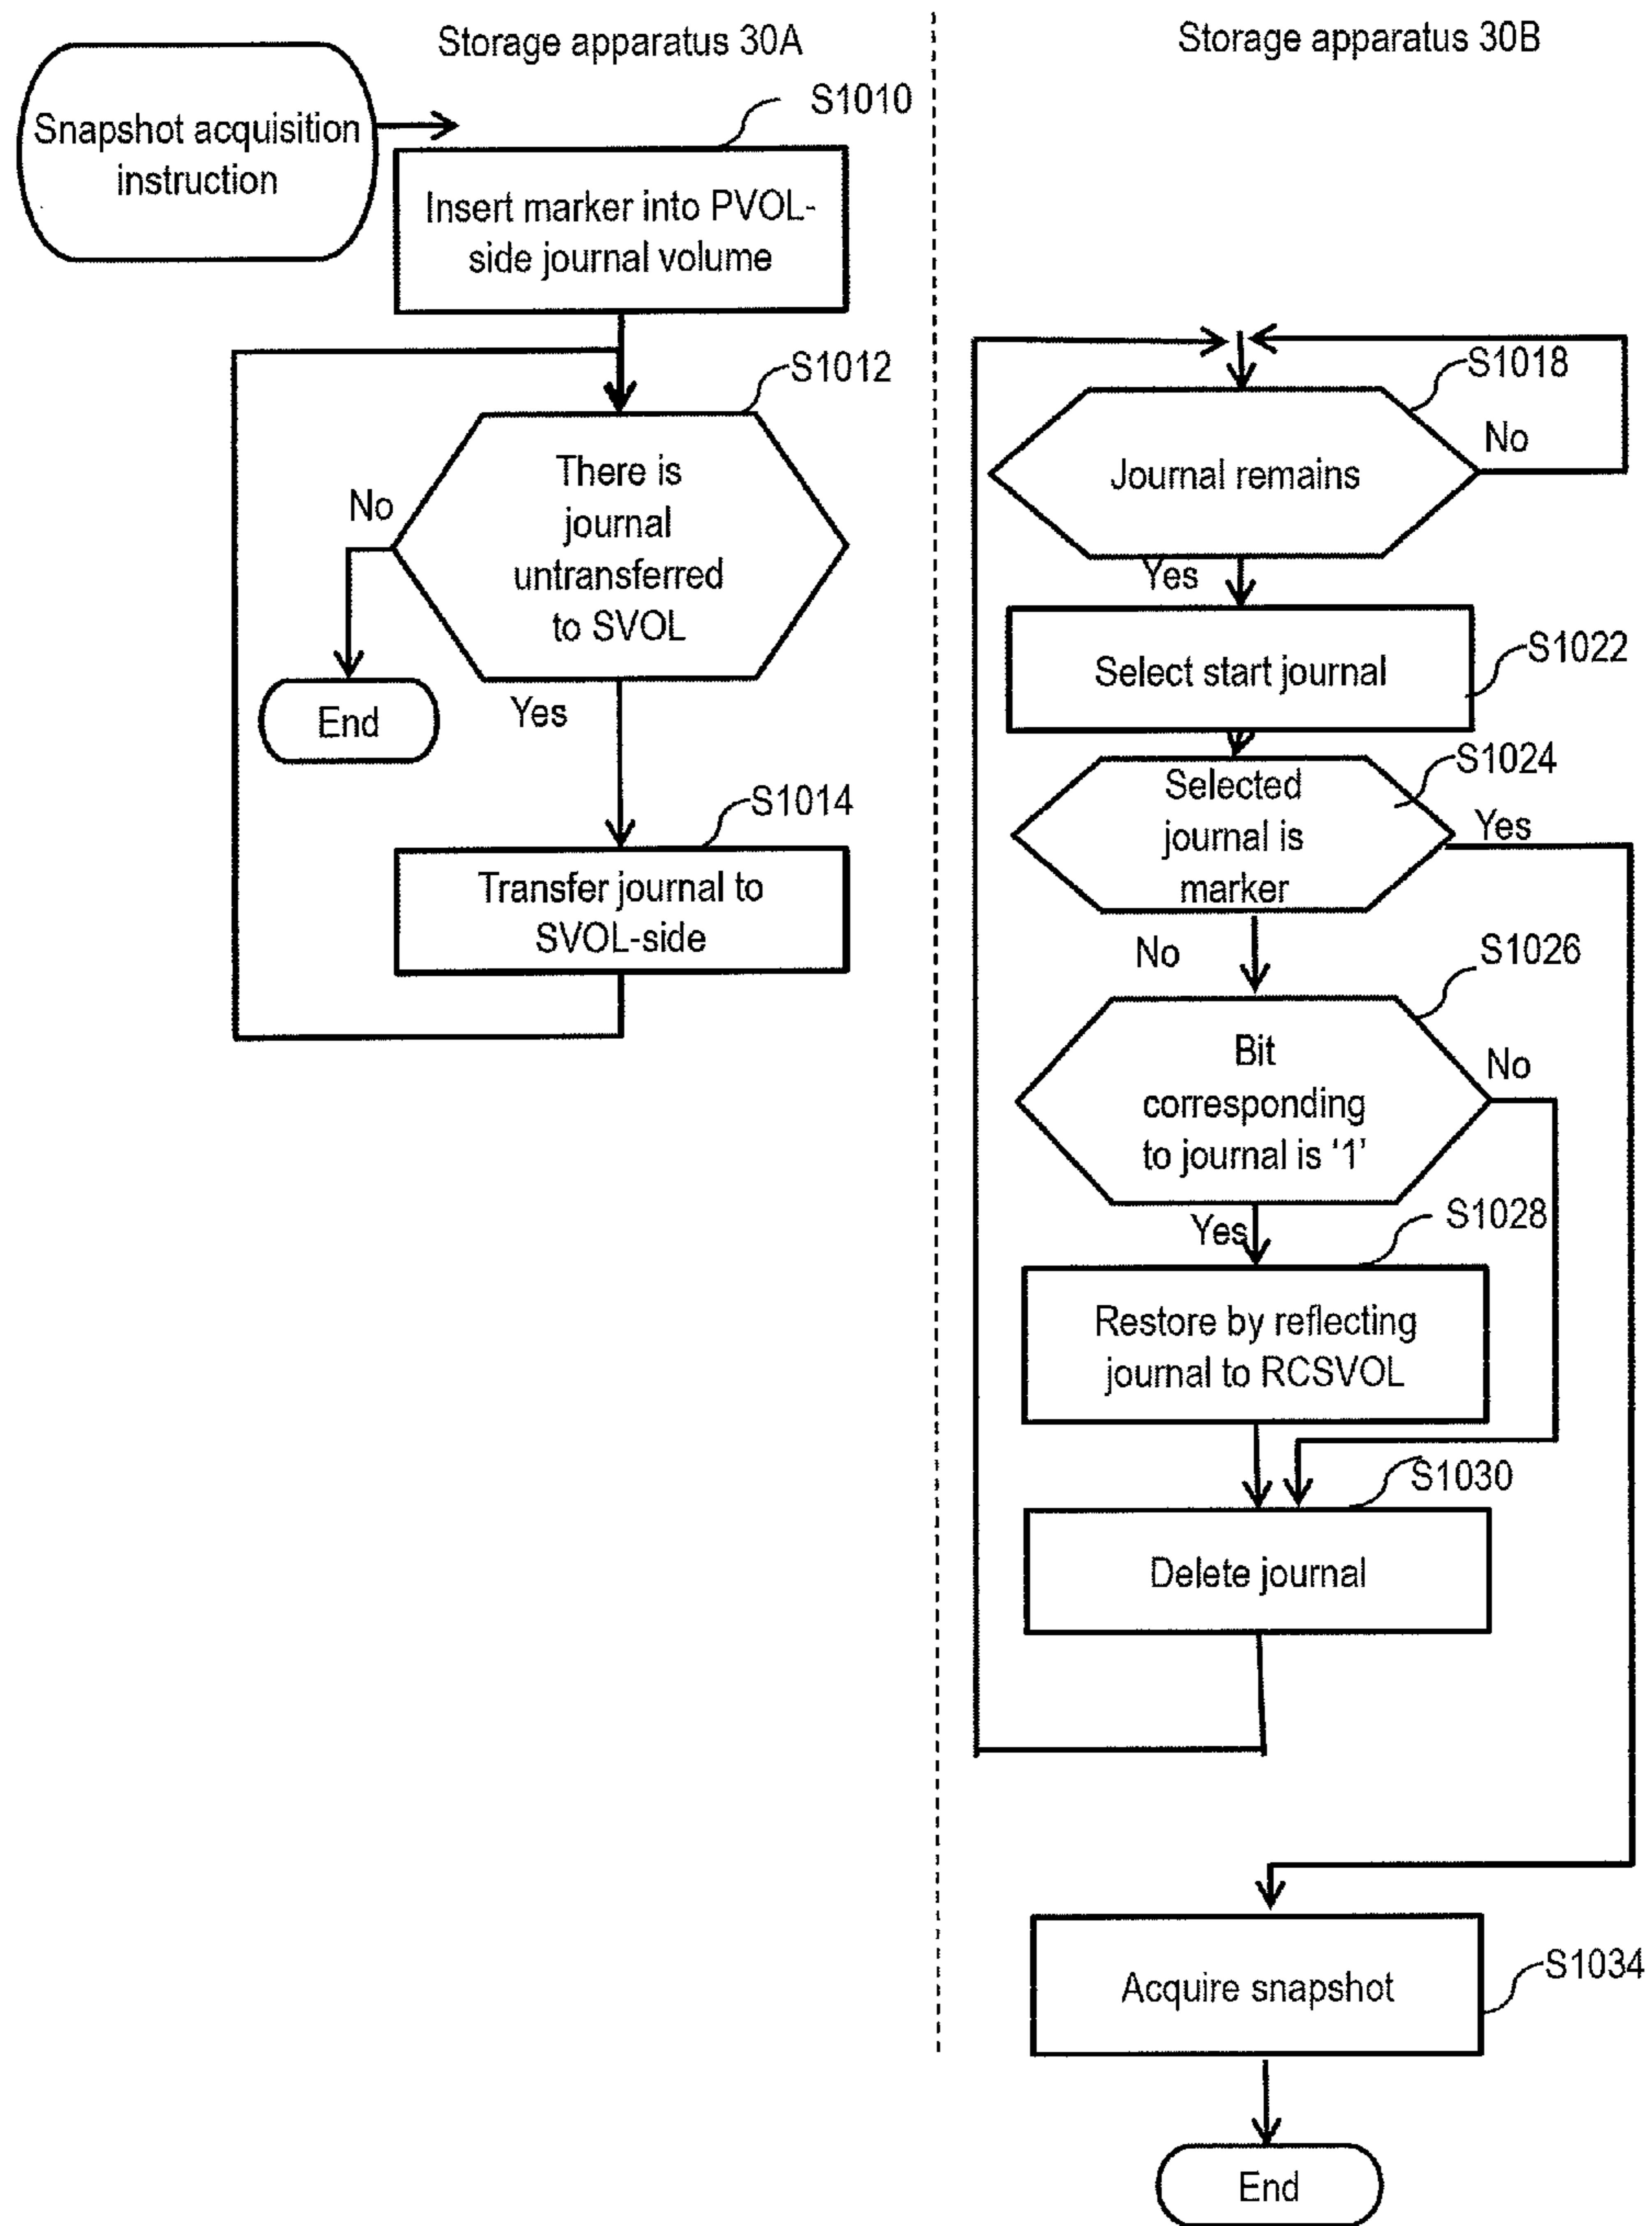 Storage apparatus 30A
Snapshot acquisition
instruction
S1010
Insert marker into PVOL-
side journal volume
S1012
There is
journal
untransferred
to SVOL
No
End
Yes
S1014
Transfer journal to
SVOL-side
Storage apparatus 30B
S1018
Journal remains
No
Yes
Select start journal
S1022
S1024
Selected
journal is
marker
Yes
No
S1026
Bit
corresponding
to journal is ‘1’
No
Yes
S1028
Restore by reflecting
journal to RCSVOL
S1030
Delete journal
Acquire snapshot
S1034
End